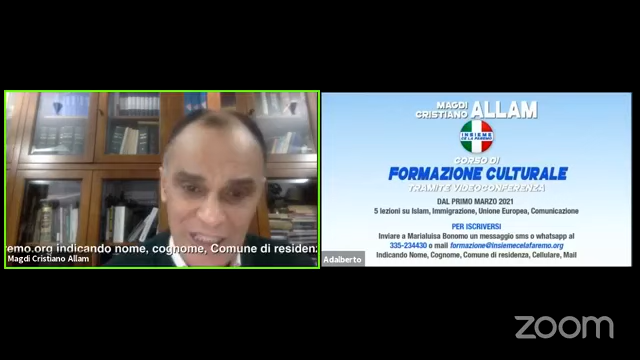 emo.org indicando nome, cognome, Comune di residenz
Magdi Cristiano Allam
MAGDI
CRISTIANO ALLAM
INSIEME
CE LA FAREMO
CORSO DI
FORMAZIONE CULTURALE
TRAMITE VIDEOCONFERENZA
DAL PRIMO MARZO 2021
5 lezioni su Islam, Immigrazione, Unione Europea, Comunicazione
PER ISCRIVERSI
Inviare a Marialuisa Bonomo un messaggio sms o whatsapp al
335-234430 o mail formazione@insiemecelafaremo.org
Indicando Nome, Cognome, Comune di residenza, Cellulare, Mail
Adalberto
zoom